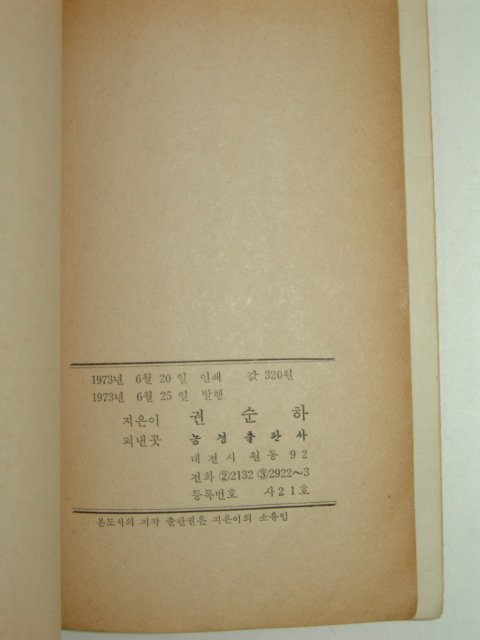 1973년 6월 20일 인쇄 값 320원
1973년 6월 25일 발행
지은이 권순하
펴낸곳 농경출판사
대전시 원동 92
전화 ②2132 ③2922~3
등록번호 사21호
본도서의 저작 출판권은 지은이의 소유임